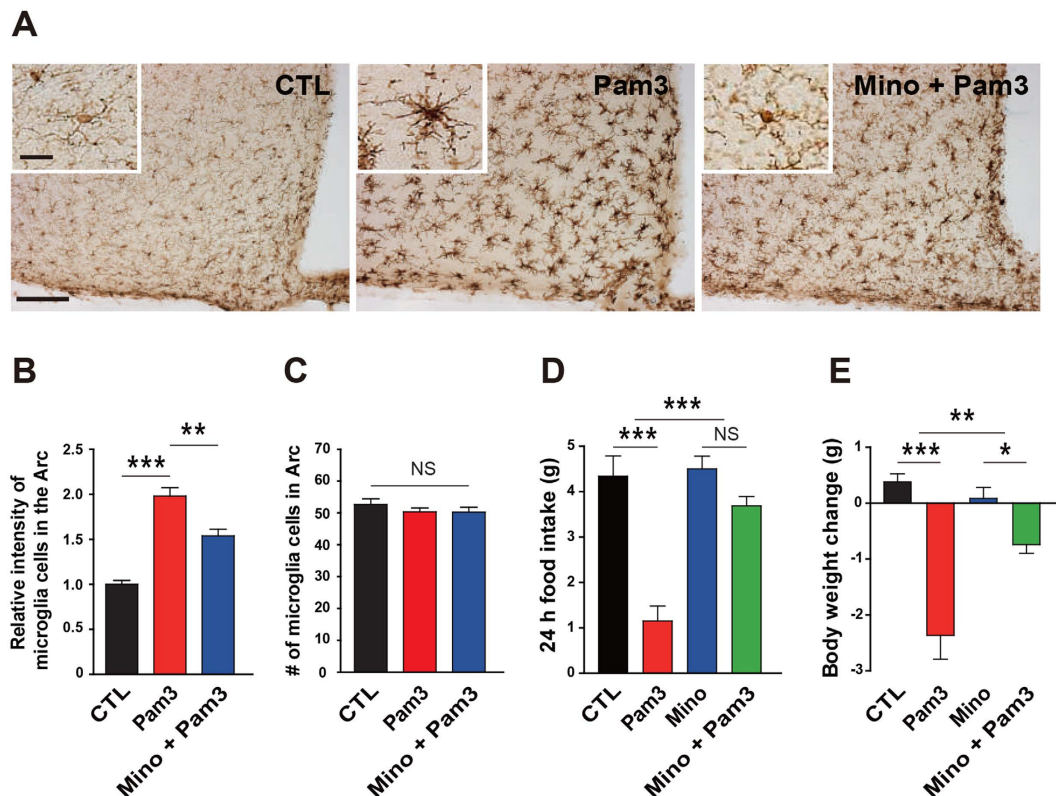 A
CTL
Pam3
Mino + Pam3
B
Relative intensity of
microglia cells in the Arc
2.5
2.0
1.5
1.0
0.5
0
***
**
CTL
Pam3
Mino + Pam3
C
# of microglia cells in Arc
60
50
40
30
20
10
0
NS
CTL
Pam3
Mino + Pam3
D
24 h food intake (g)
5
4
3
2
1
0
***
***
NS
CTL
Pam3
Mino
Mino + Pam3
E
Body weight change (g)
1
0
-1
-2
-3
**
***
*
CTL
Pam3
Mino
Mino + Pam3